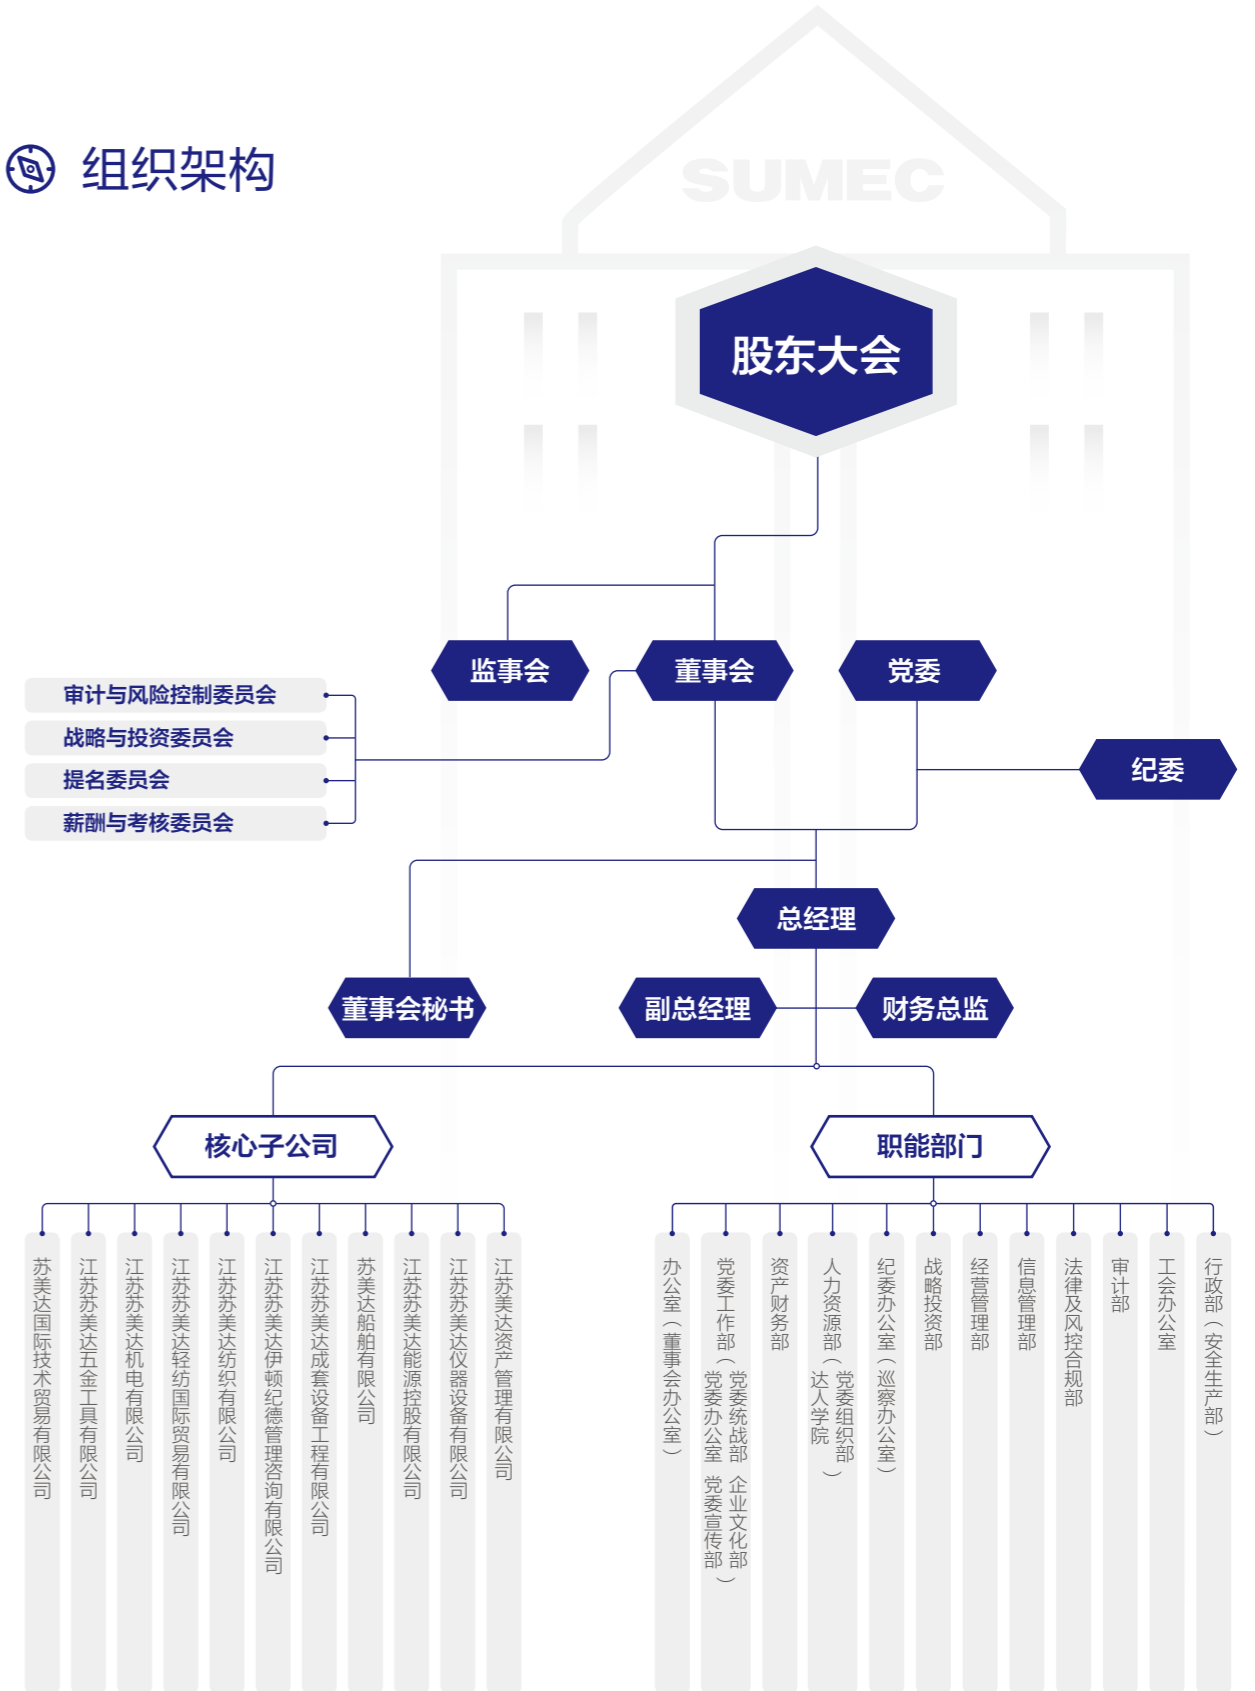 SUMEC
组织架构
股东大会
监事会
董事会
党委
审计与风险控制委员会
战略与投资委员会
提名委员会
薪酬与考核委员会
纪委
总经理
董事会秘书
副总经理
财务总监
核心子公司
职能部门
苏美达国际技术贸易有限公司
江苏苏美达五金工具有限公司
江苏苏美达机电有限公司
江苏苏美达轻纺国际贸易有限公司
江苏苏美达纺织有限公司
江苏苏美达伊顿纪德管理咨询有限公司
江苏苏美达成套设备工程有限公司
苏美达船舶有限公司
江苏苏美达能源控股有限公司
江苏苏美达仪器设备有限公司
江苏美达资产管理有限公司
办公室（董事会办公室）
党委工作部（
党委统战部 企业文化部
党委办公室 党委宣传部
）
资产财务部
人力资源部（
党委组织部
达人学院
）
纪委办公室（巡察办公室）
战略投资部
经营管理部
信息管理部
法律及风控合规部
审计部
工会办公室
行政部（安全生产部）